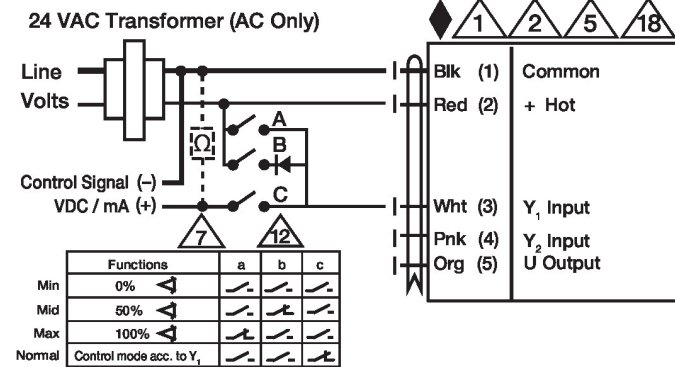 24 VAC Transformer (AC Only)
1 2 5 18
Line
Volts
Blk (1) Common
Red (2) + Hot
A
B
C
Ω
Control Signal (–)
VDC / mA (+)
Wht (3) Y1 Input
Pnk (4) Y2 Input
Org (5) U Output
7 12
Functions a b c
Min 0%
Mid 50%
Max 100%
Normal Control mode acc. to Y1